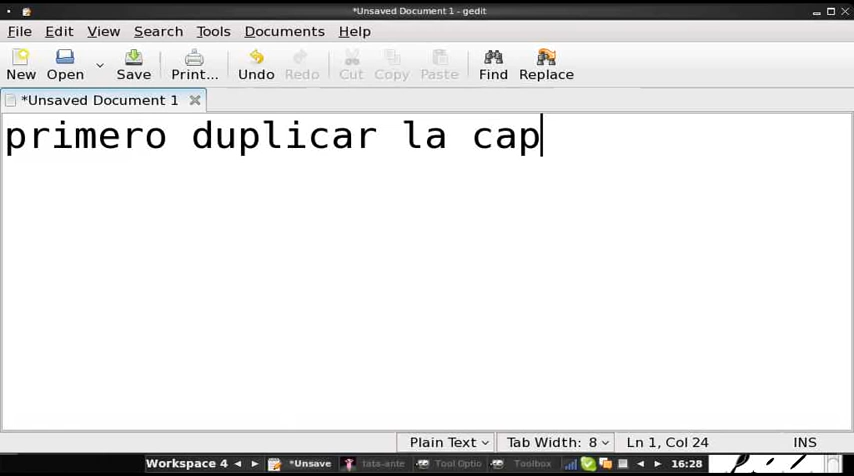 *Unsaved Document 1 - gedit
File Edit View Search Tools Documents Help
New Open Save Print... Undo Redo Cut Copy Paste Find Replace
*Unsaved Document 1
primero duplicar la cap
Plain Text Tab Width: 8 Ln 1, Col 24 INS
Workspace 4 *Unsave tata-ante Tool Optio Toolbox 16:28